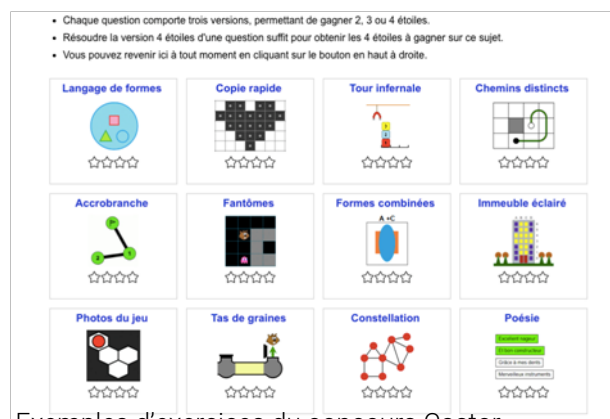 • Chaque question comporte trois versions, permettant de gagner 2, 3 ou 4 étoiles.
• Résoudre la version 4 étoiles d'une question suffit pour obtenir les 4 étoiles à gagner sur ce sujet.
• Vous pouvez revenir ici à tout moment en cliquant sur le bouton en haut à droite.
Langage de formes
Copie rapide
Tour infernale
Chemins distincts
Accrobranche
Fantômes
Formes combinées
Immeuble éclairé
2
1
A +C
Photos du jeu
Tas de graines
Constellation
Poésie
Excellent nageur
Et bon constructeur
Grâce à mes dents
Merveilleux instruments
Exemples d'exercices du concours Castor